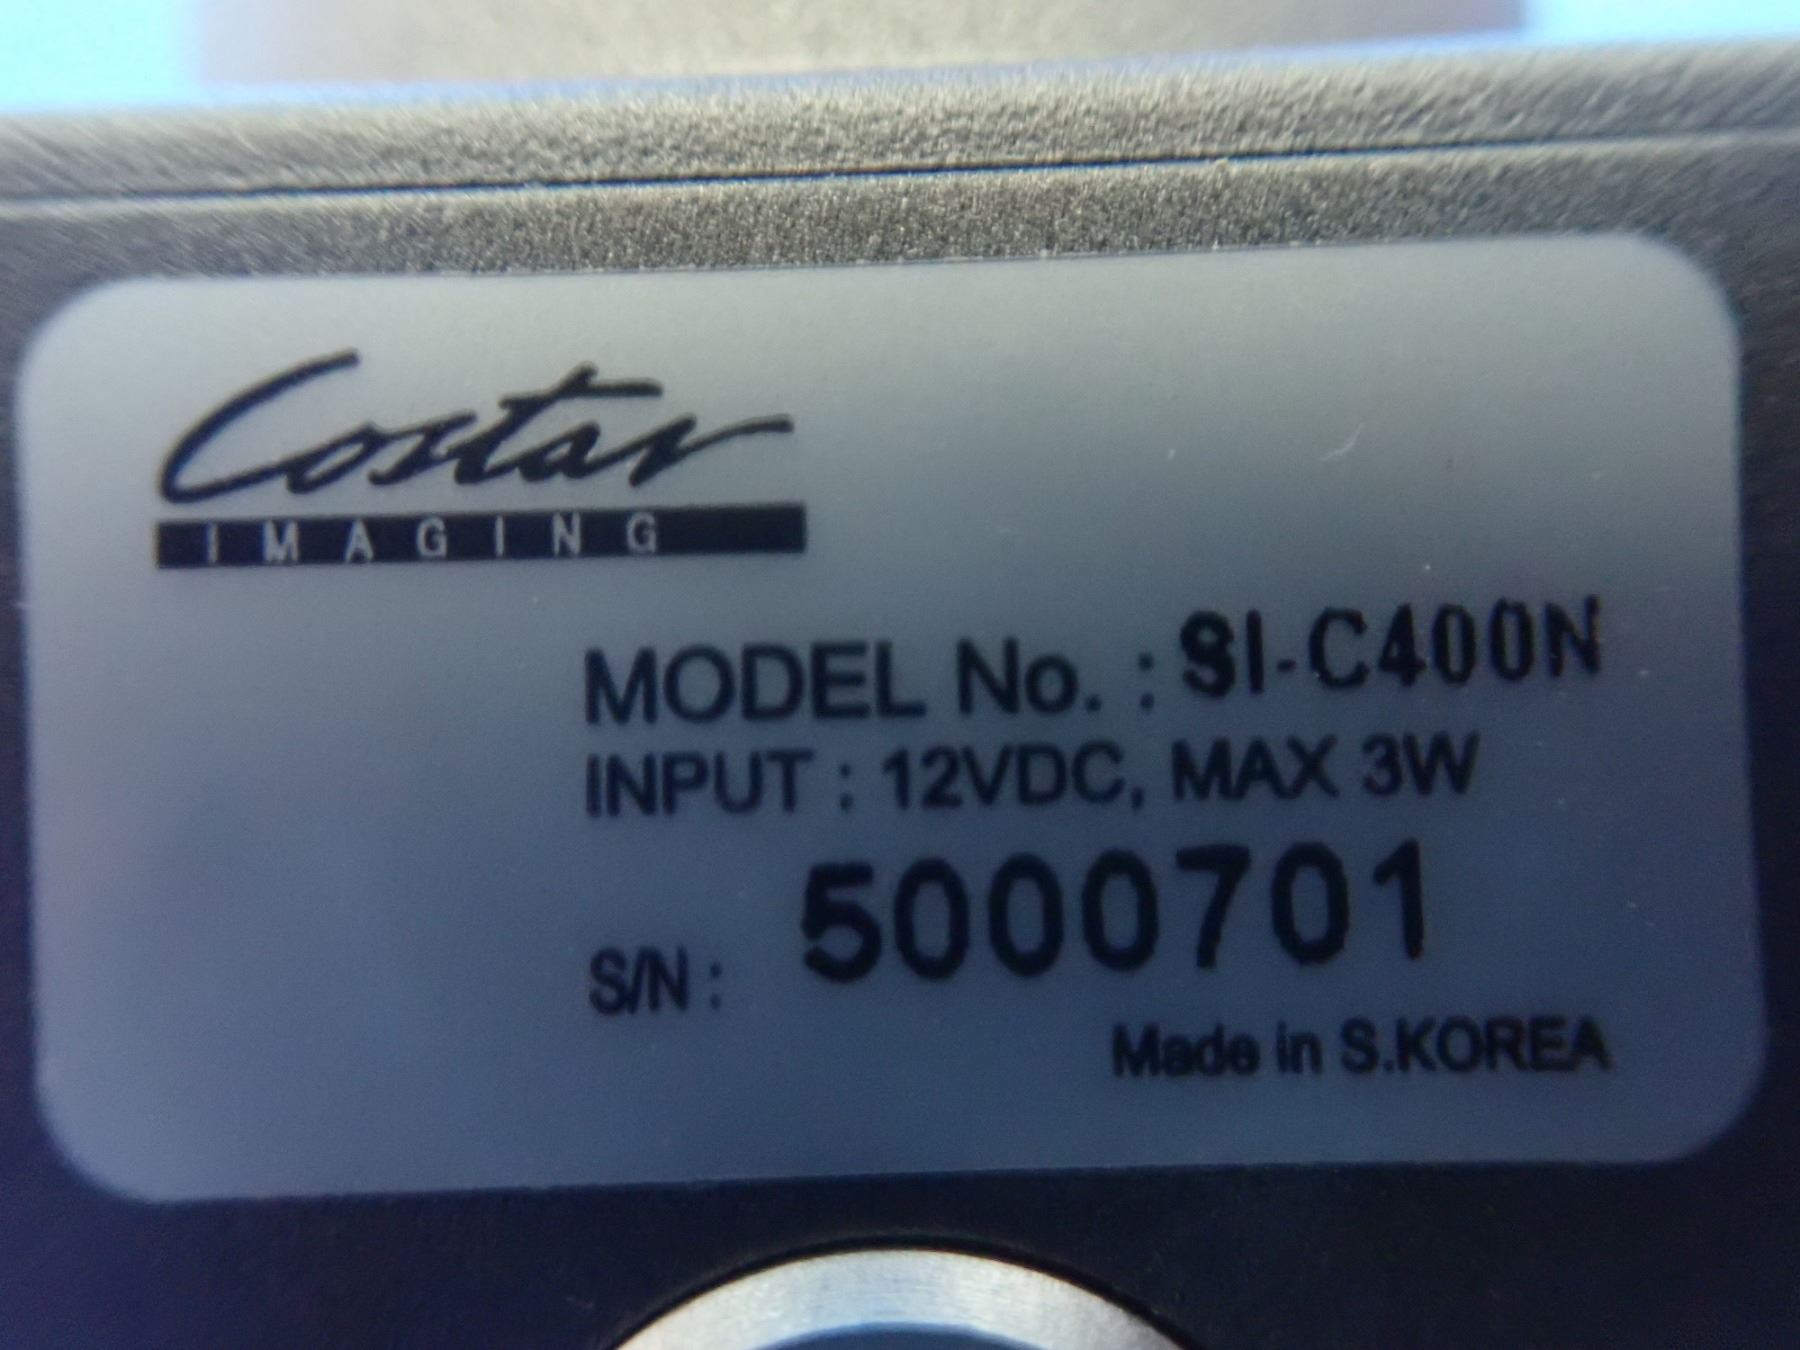 Costar
IMAGING
MODEL No. : SI-C400N
INPUT : 12VDC, MAX 3W
S/N : 5000701
Made in S.KOREA